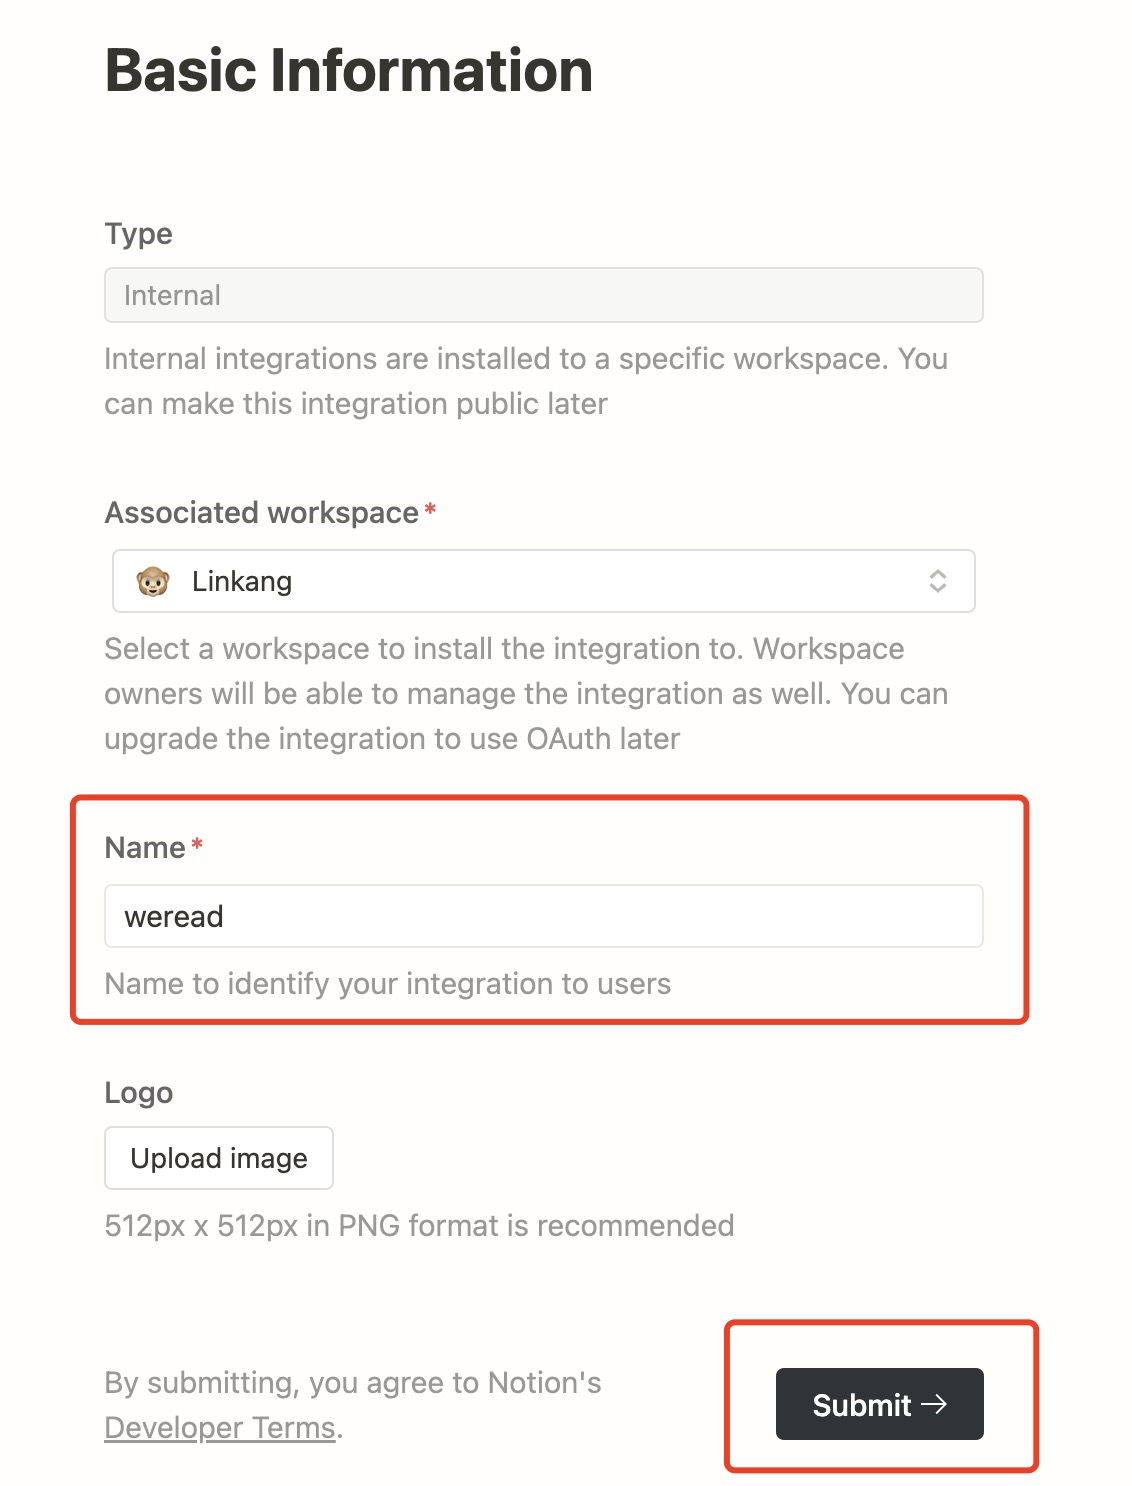 Basic Information
Type
Internal
Internal integrations are installed to a specific workspace. You
can make this integration public later
Associated workspace*
Linkang
Select a workspace to install the integration to. Workspace
owners will be able to manage the integration as well. You can
upgrade the integration to use OAuth later
Name*
weread
Name to identify your integration to users
Logo
Upload image
512px x 512px in PNG format is recommended
By submitting, you agree to Notion's
Developer Terms.
Submit →